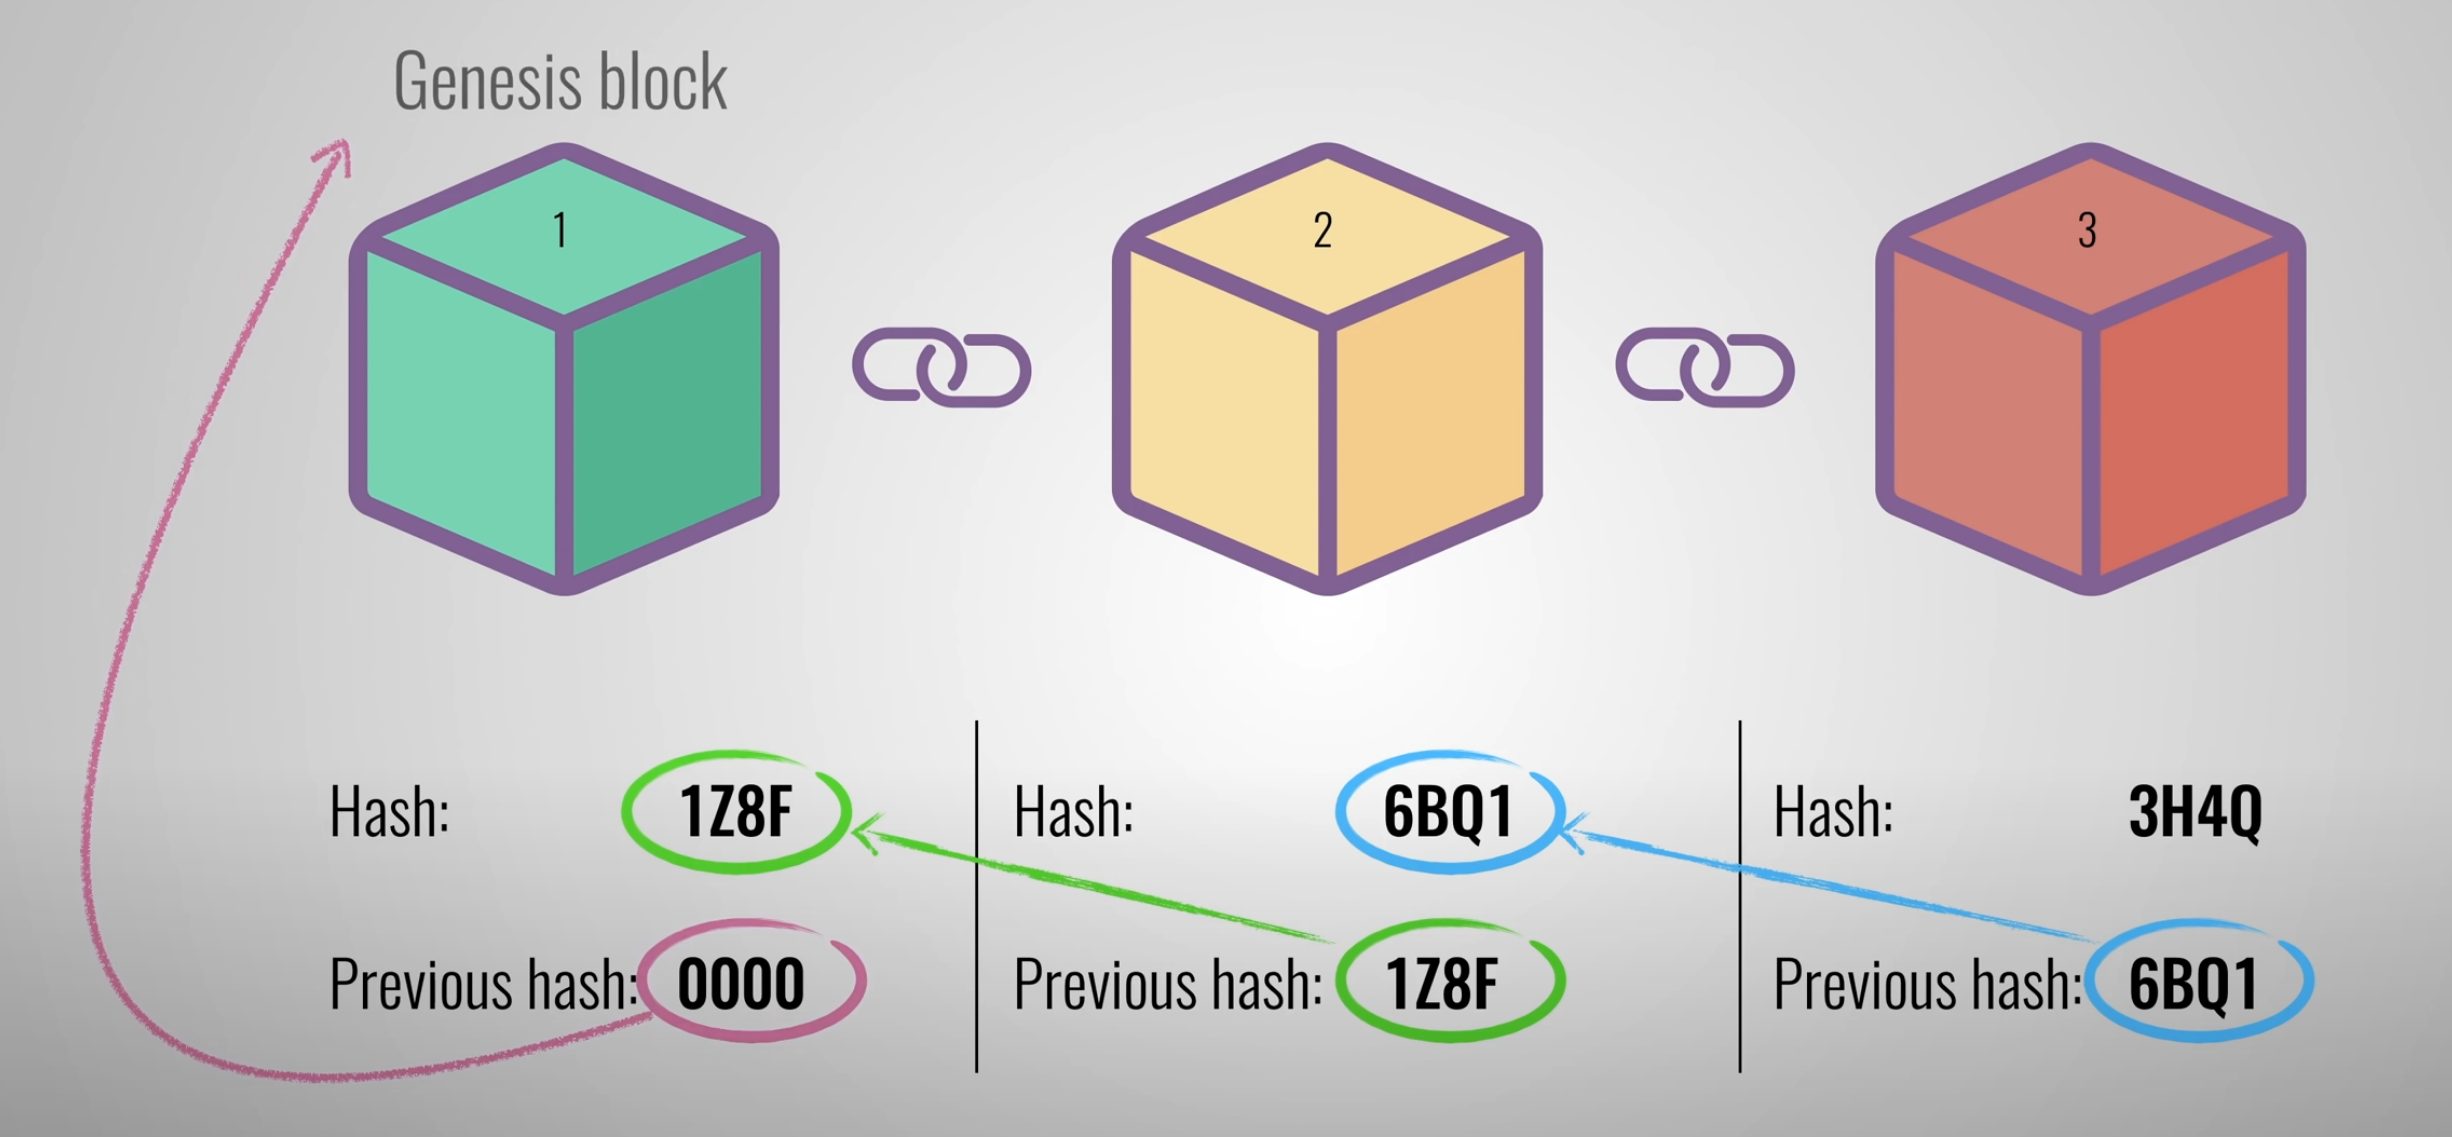 Genesis block
1
2
3
Hash: 1Z8F
Previous hash: 0000
Hash: 6BQ1
Previous hash: 1Z8F
Hash: 3H4Q
Previous hash: 6BQ1